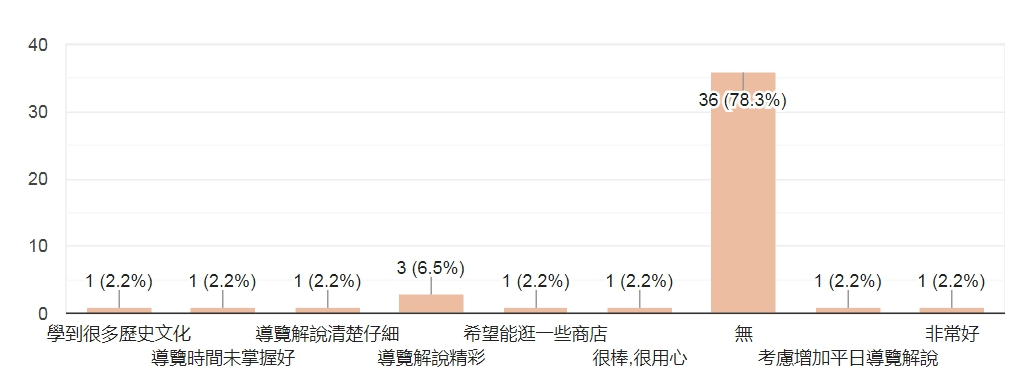 40
30
20
10
0
1 (2.2%)
1 (2.2%)
1 (2.2%)
3 (6.5%)
1 (2.2%)
1 (2.2%)
36 (78.3%)
1 (2.2%)
1 (2.2%)
學到很多歷史文化
導覽時間未掌握好
導覽解說清楚仔細
導覽解說精彩
希望能逛一些商店
很棒,很用心
無
考慮增加平日導覽解說
非常好